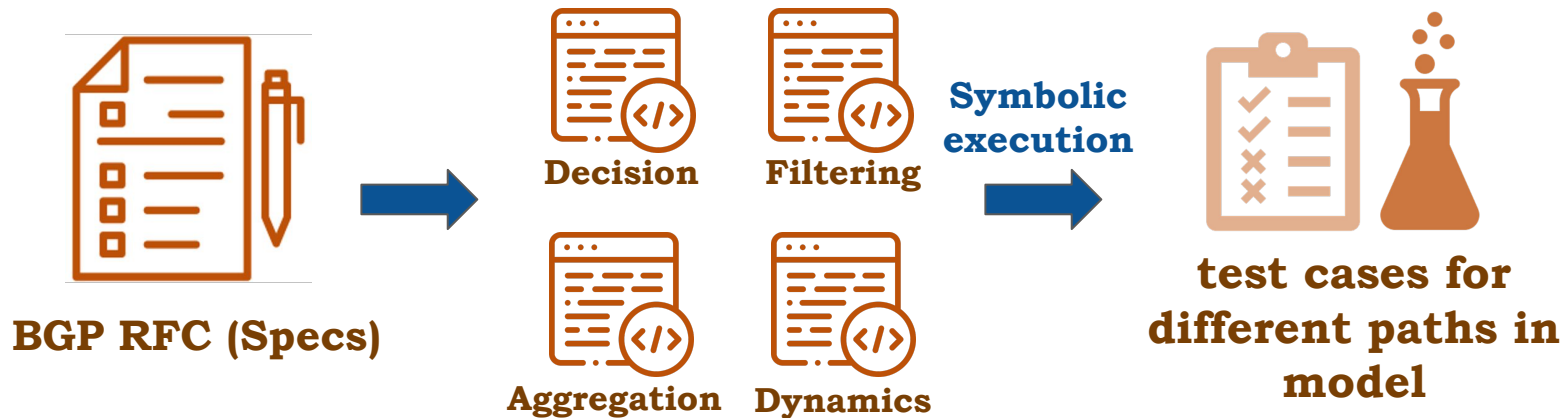 BGP RFC (Specs)
Decision
Filtering
Aggregation
Dynamics
Symbolic
execution
test cases for
different paths in
model